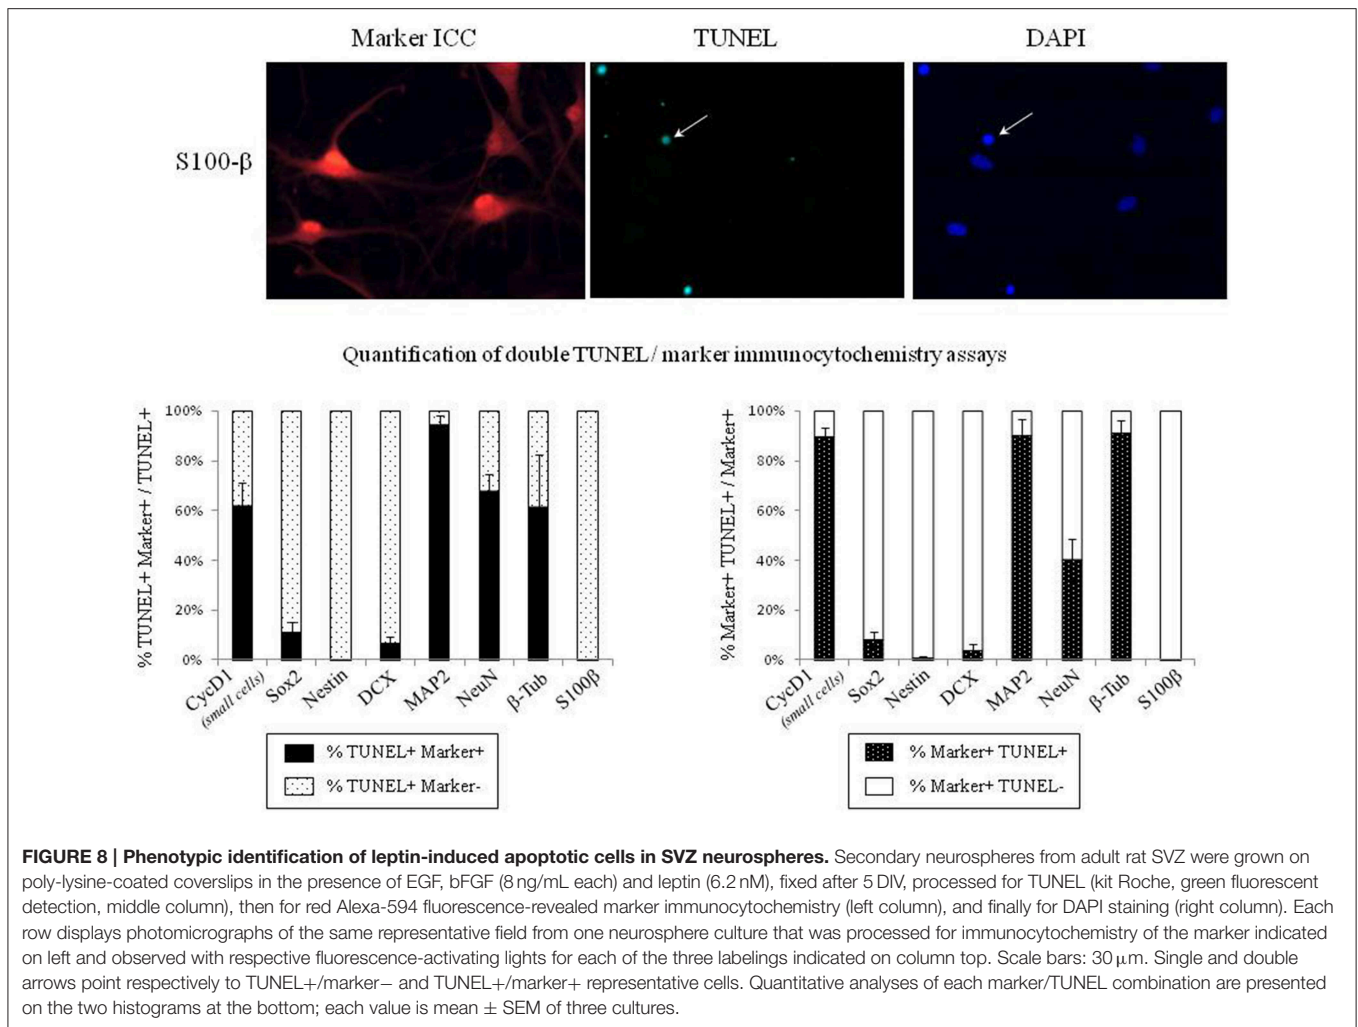 Marker ICC TUNEL DAPI
S100-β
Quantification of double TUNEL / marker immunocytochemistry assays
% TUNEL+ Marker+ / TUNEL+
100%
80%
60%
40%
20%
0%
CycD1
(small cells)
Sox2
Nestin
DCX
MAP2
NeuN
β-Tub
S100β
% TUNEL+ Marker+
% TUNEL+ Marker-
% Marker+ TUNEL+ / Marker+
100%
80%
60%
40%
20%
0%
CycD1
(small cells)
Sox2
Nestin
DCX
MAP2
NeuN
β-Tub
S100β
% Marker+ TUNEL+
% Marker+ TUNEL-
FIGURE 8 | Phenotypic identification of leptin-induced apoptotic cells in SVZ neurospheres. Secondary neurospheres from adult rat SVZ were grown on
poly-lysine-coated coverslips in the presence of EGF, bFGF (8 ng/mL each) and leptin (6.2 nM), fixed after 5 DIV, processed for TUNEL (kit Roche, green fluorescent
detection, middle column), then for red Alexa-594 fluorescence-revealed marker immunocytochemistry (left column), and finally for DAPI staining (right column). Each
row displays photomicrographs of the same representative field from one neurosphere culture that was processed for immunocytochemistry of the marker indicated
on left and observed with respective fluorescence-activating lights for each of the three labelings indicated on column top. Scale bars: 30 μm. Single and double
arrows point respectively to TUNEL+/marker− and TUNEL+/marker+ representative cells. Quantitative analyses of each marker/TUNEL combination are presented
on the two histograms at the bottom; each value is mean ± SEM of three cultures.